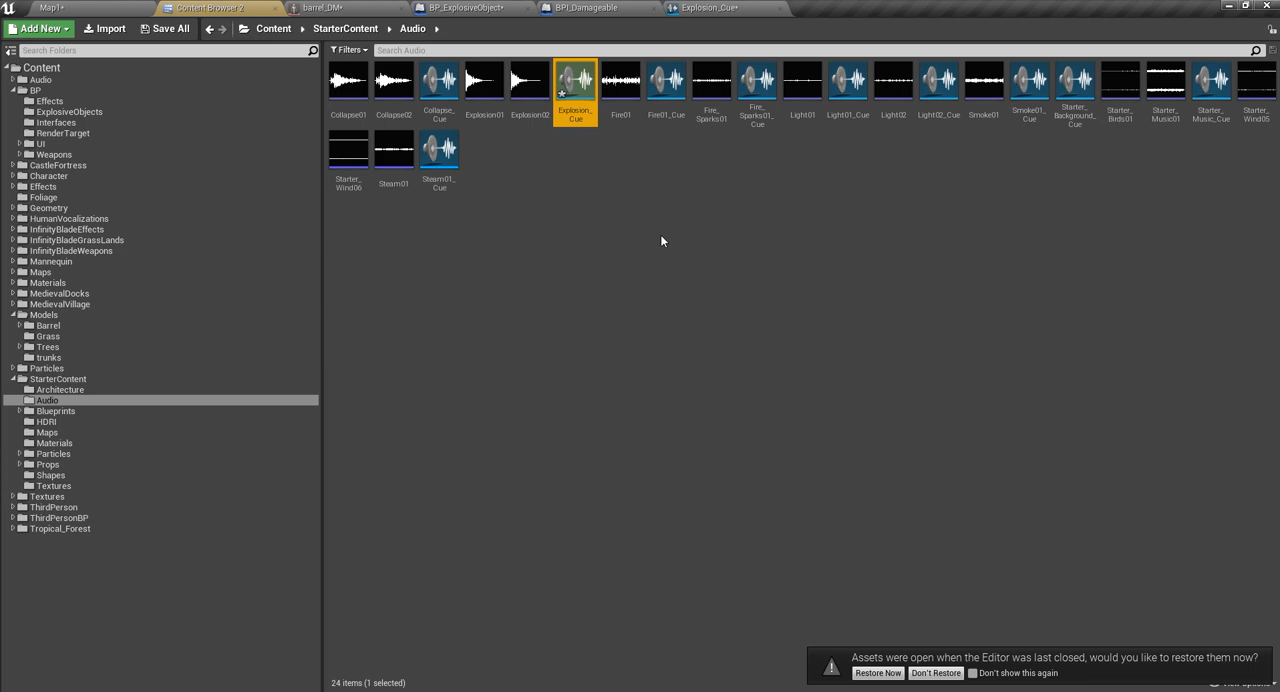 Map1*
Content Browser 2
barrel_DM*
BP_ExplosiveObject*
BPI_Damageable
Explosion_Cue*
Add New
Import
Save All
Content
StarterContent
Audio
Search Folders
Filters
Search Audio
Content
Audio
BP
Effects
ExplosiveObjects
Interfaces
RenderTarget
UI
Weapons
CastleFortress
Character
Effects
Foliage
Geometry
HumanVocalizations
InfinityBladeEffects
InfinityBladeGrassLands
InfinityBladeWeapons
Mannequin
Maps
Materials
MedievalDocks
MedievalVillage
Models
Barrel
Grass
Trees
trunks
Particles
StarterContent
Architecture
Audio
Blueprints
HDRI
Maps
Materials
Particles
Props
Shapes
Textures
Textures
ThirdPerson
ThirdPersonBP
Tropical_Forest
Collapse01
Collapse02
Collapse_
Cue
Explosion01
Explosion02
Explosion_
Cue
Fire01
Fire01_Cue
Fire_
Sparks01
Fire_
Sparks01_
Cue
Light01
Light01_Cue
Light02
Light02_Cue
Smoke01
Smoke01_
Cue
Starter_
Background_
Cue
Starter_
Birds01
Starter_
Music01
Starter_
Music_Cue
Starter_
Wind05
Starter_
Wind06
Steam01
Steam01_
Cue
Assets were open when the Editor was last closed, would you like to restore them now?
Restore Now
Don't Restore
Don't show this again
24 items (1 selected)